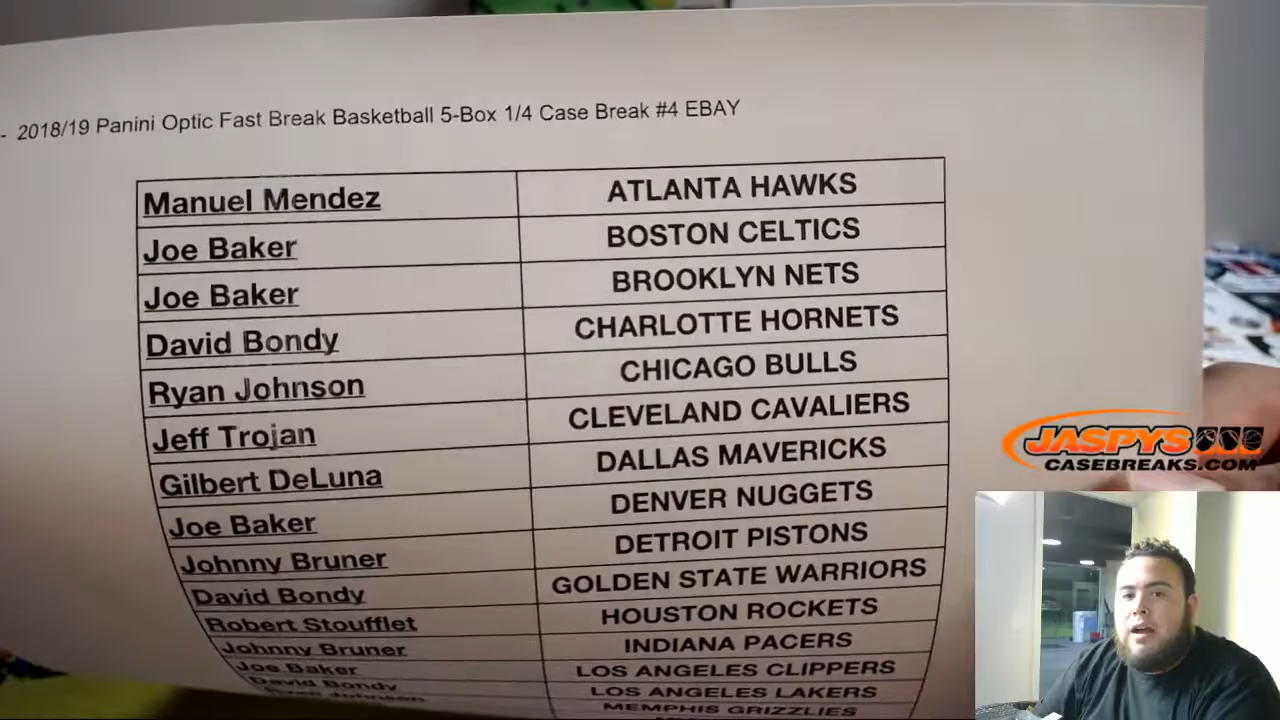 - 2018/19 Panini Optic Fast Break Basketball 5-Box 1/4 Case Break #4 EBAY
Manuel Mendez ATLANTA HAWKS
Joe Baker BOSTON CELTICS
Joe Baker BROOKLYN NETS
David Bondy CHARLOTTE HORNETS
Ryan Johnson CHICAGO BULLS
Jeff Trojan CLEVELAND CAVALIERS
Gilbert DeLuna DALLAS MAVERICKS
Joe Baker DENVER NUGGETS
Johnny Bruner DETROIT PISTONS
David Bondy GOLDEN STATE WARRIORS
Robert Stoufflet HOUSTON ROCKETS
Johnny Bruner INDIANA PACERS
Joe Baker LOS ANGELES CLIPPERS
David Bondy LOS ANGELES LAKERS
Ryan Johnson MEMPHIS GRIZZLIES
JASPYS
CASEBREAKS.COM